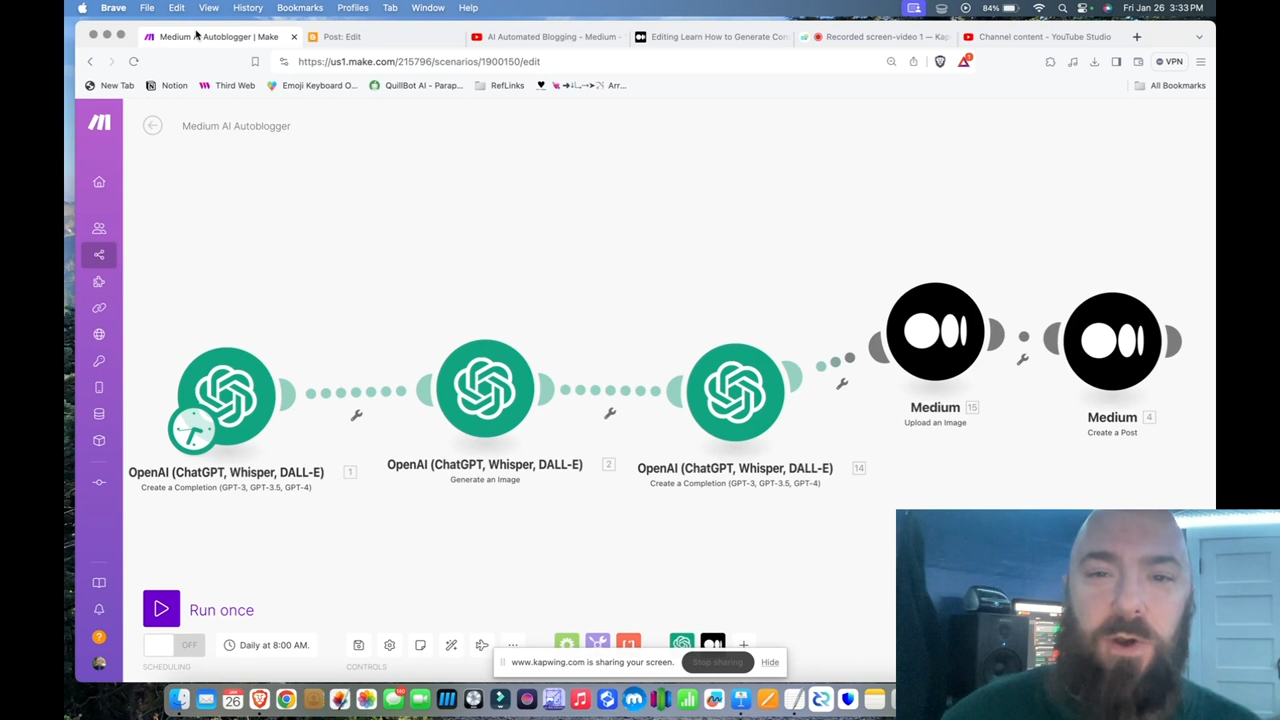 Brave File Edit View History Bookmarks Profiles Tab Window Help 84% Fri Jan 26 3:33 PM
Medium AI Autoblogger | Make Post: Edit AI Automated Blogging - Medium - Editing Learn How to Generate Con Recorded screen-video 1 — Kap Channel content - YouTube Studio
https://us1.make.com/215796/scenarios/1900150/edit VPN
New Tab Notion Third Web Emoji Keyboard O... QuillBot AI - Parap... RefLinks Arr... All Bookmarks
Medium AI Autoblogger
Medium 15
Upload an Image
Medium 4
Create a Post
OpenAI (ChatGPT, Whisper, DALL-E) 1
Create a Completion (GPT-3, GPT-3.5, GPT-4)
OpenAI (ChatGPT, Whisper, DALL-E) 2
Generate an Image
OpenAI (ChatGPT, Whisper, DALL-E) 14
Create a Completion (GPT-3, GPT-3.5, GPT-4)
Run once
OFF Daily at 8:00 AM.
SCHEDULING CONTROLS
www.kapwing.com is sharing your screen. Stop sharing Hide